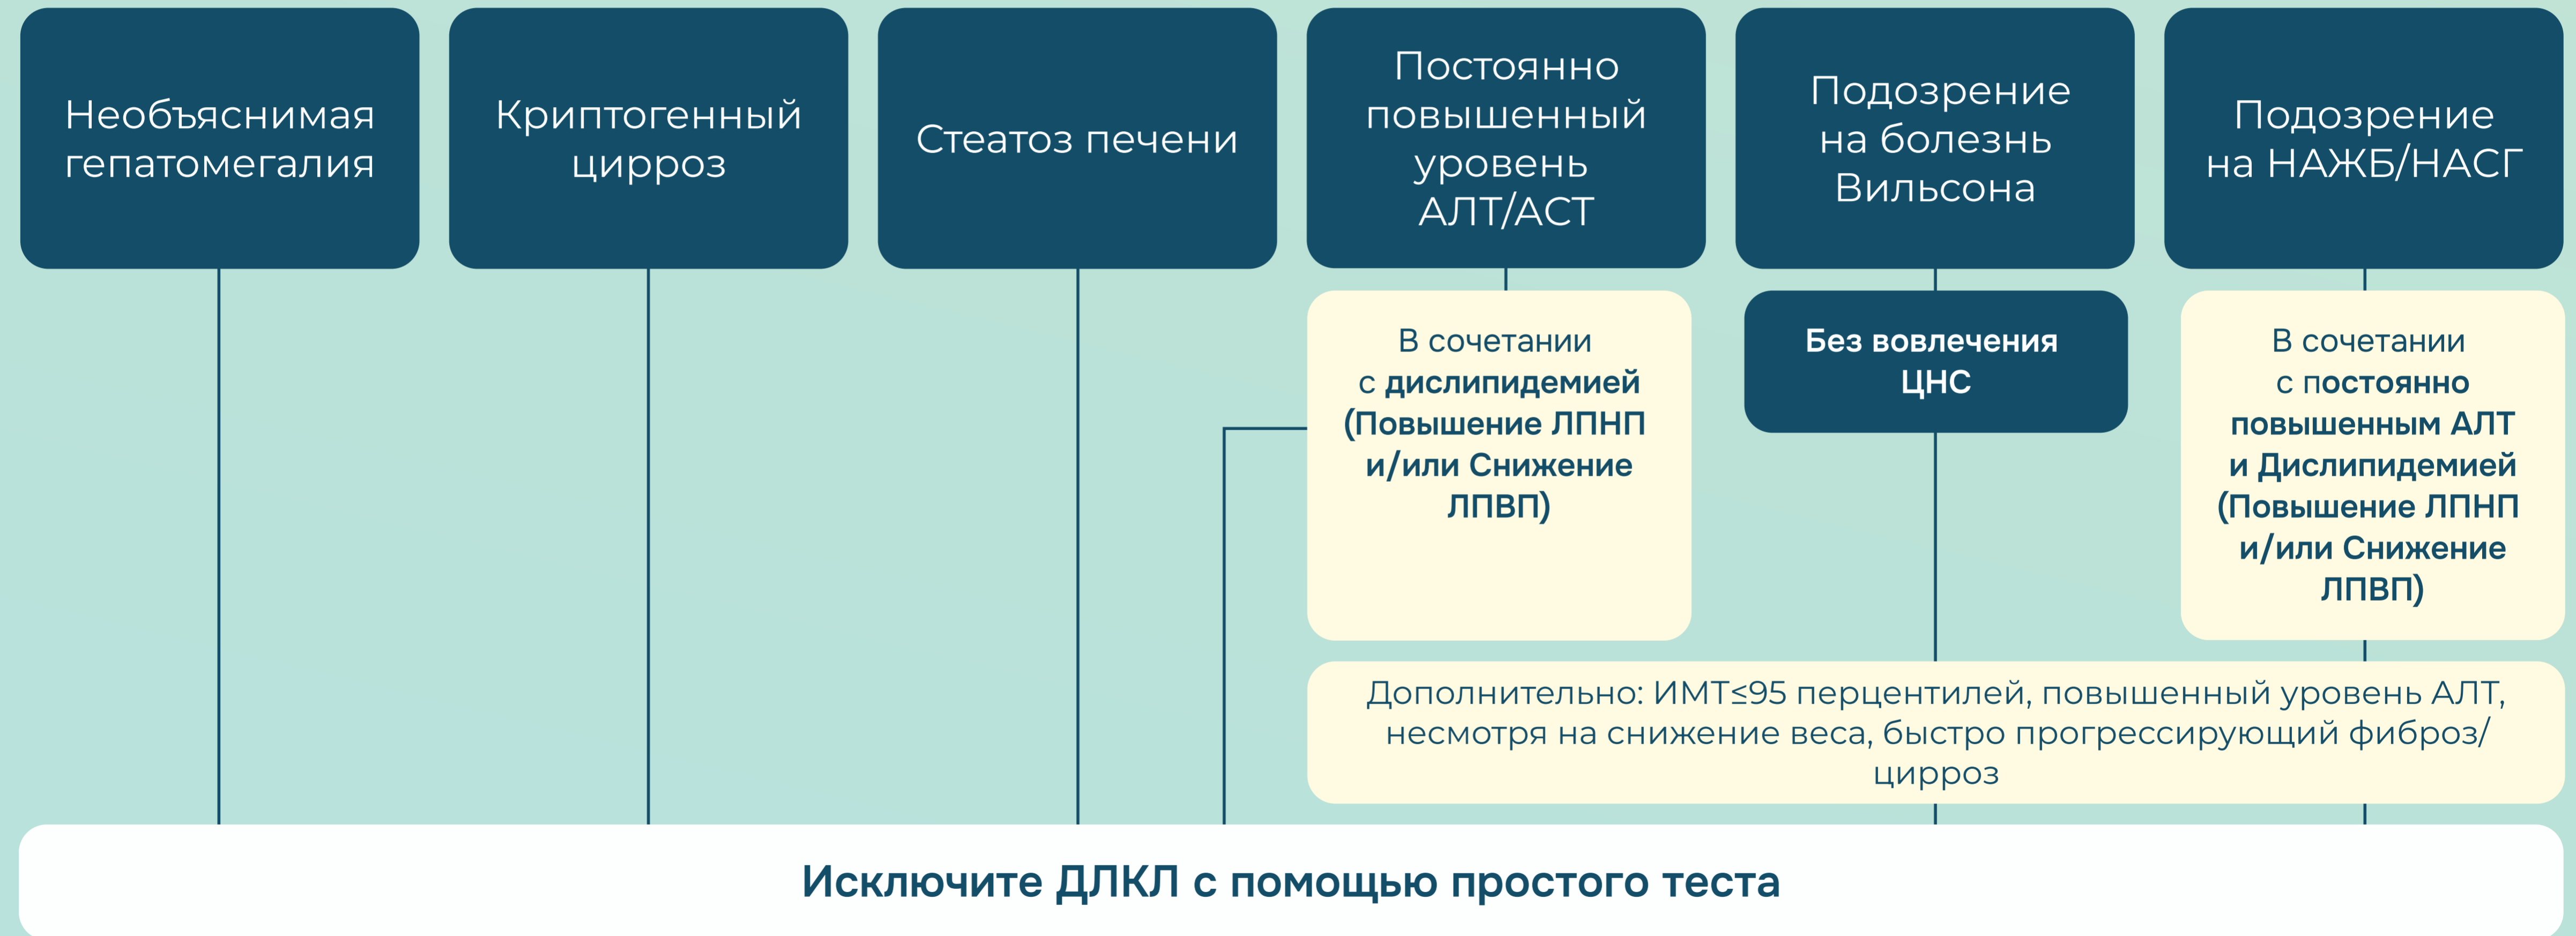 Необъяснимая
гепатомегалия
Криптогенный
цирроз
Стеатоз печени
Постоянно
повышенный
уровень
АЛТ/АСТ
Подозрение
на болезнь
Вильсона
Подозрение
на НАЖБ/НАСГ
В сочетании
с дислипидемией
(Повышение ЛПНП
и/или Снижение
ЛПВП)
Без вовлечения
ЦНС
В сочетании
с постоянно
повышенным АЛТ
и Дислипидемией
(Повышение ЛПНП
и/или Снижение
ЛПВП)
Дополнительно: ИМТ≤95 перцентилей, повышенный уровень АЛТ,
несмотря на снижение веса, быстро прогрессирующий фиброз/
цирроз
Исключите ДЛКЛ с помощью простого теста